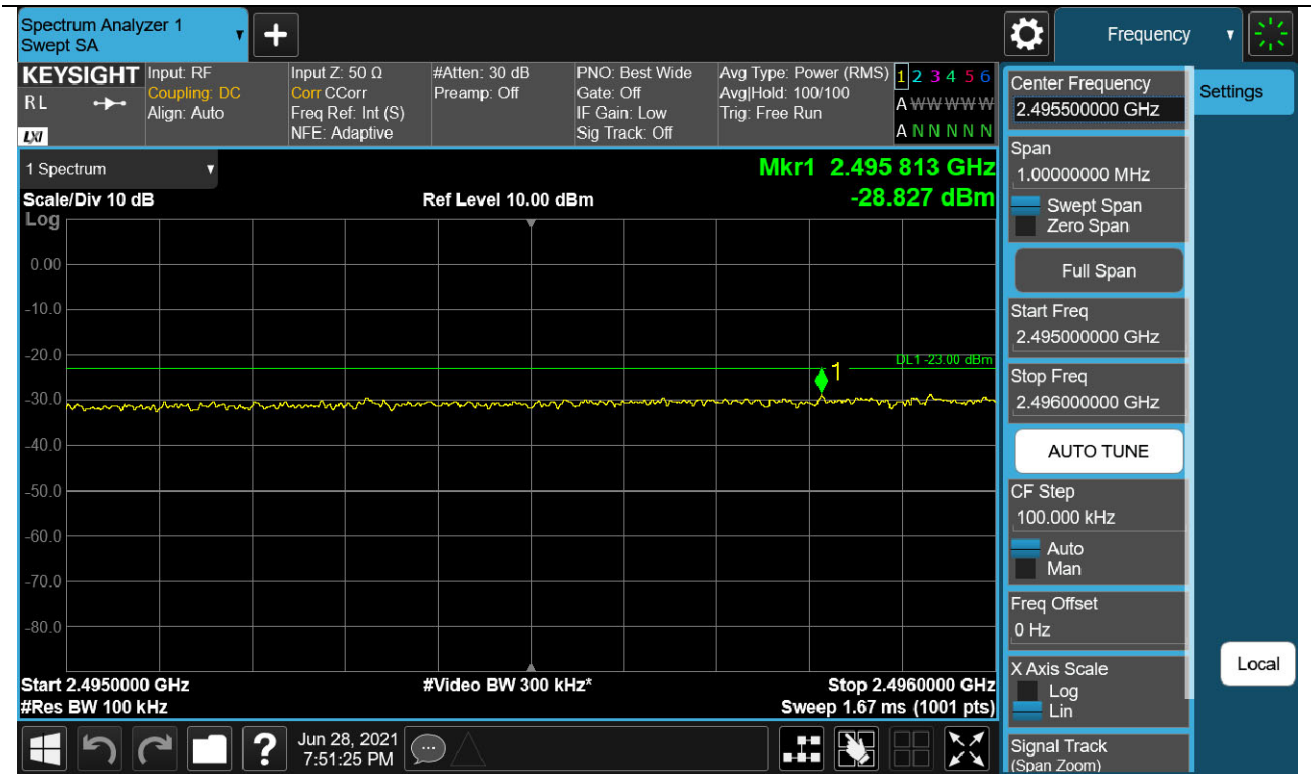 Spectrum Analyzer 1
Swept SA
+
Frequency
KEYSIGHT
RL
LXI
Input: RF
Coupling: DC
Align: Auto
Input Z: 50 Ω
Corr CCorr
Freq Ref: Int (S)
NFE: Adaptive
#Atten: 30 dB
Preamp: Off
PNO: Best Wide
Gate: Off
IF Gain: Low
Sig Track: Off
Avg Type: Power (RMS)
Avg|Hold: 100/100
Trig: Free Run
1 2 3 4 5 6
A W W W W W
A N N N N N
1 Spectrum
Mkr1 2.495 813 GHz
-28.827 dBm
Scale/Div 10 dB
Ref Level 10.00 dBm
Log
0.00
-10.0
-20.0
-30.0
-40.0
-50.0
-60.0
-70.0
-80.0
DL1 -23.00 dBm
1
Start 2.4950000 GHz
#Res BW 100 kHz
#Video BW 300 kHz*
Stop 2.4960000 GHz
Sweep 1.67 ms (1001 pts)
Center Frequency
2.495500000 GHz
Span
1.00000000 MHz
Swept Span
Zero Span
Full Span
Start Freq
2.495000000 GHz
Stop Freq
2.496000000 GHz
AUTO TUNE
CF Step
100.000 kHz
Auto
Man
Freq Offset
0 Hz
X Axis Scale
Log
Lin
Signal Track
(Span Zoom)
Settings
Local
?
Jun 28, 2021
7:51:25 PM